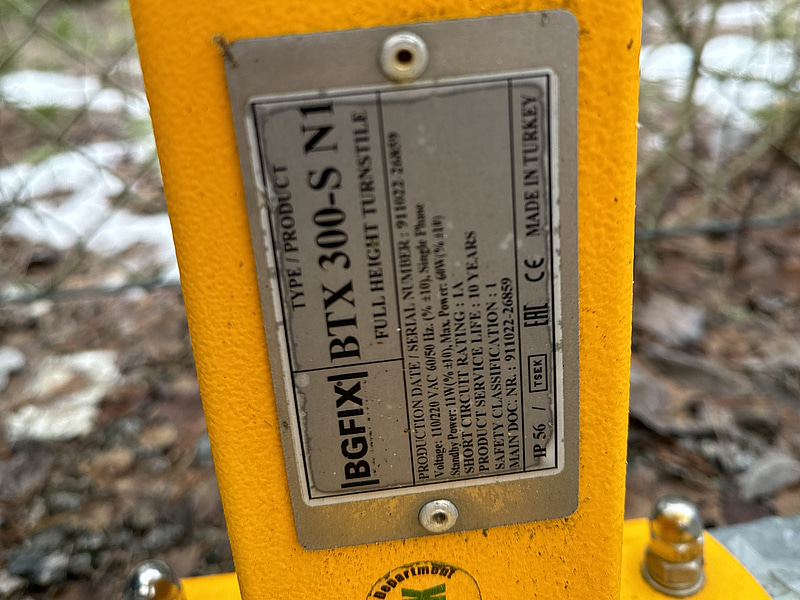 TYPE / PRODUCT
BTX 300-S N1
FULL HEIGHT TURNSTILE
|BGFIX|
PRODUCTION DATE / SERIAL NUMBER : 911022-26859
Voltage: 110/220 VAC 60/50 Hz. (% ±10), Single Phase
Standby Power: 11W(% ±10) Max. Power: 60W(% ±10)
SHORT CIRCUIT RATING : 1A
PRODUCT SERVICE LIFE : 10 YEARS
SAFETY CLASSIFICATION : 1
MAIN DOC. NR. : 911022-26859
IP 56 / TSEK EAC CE MADE IN TURKEY
Department